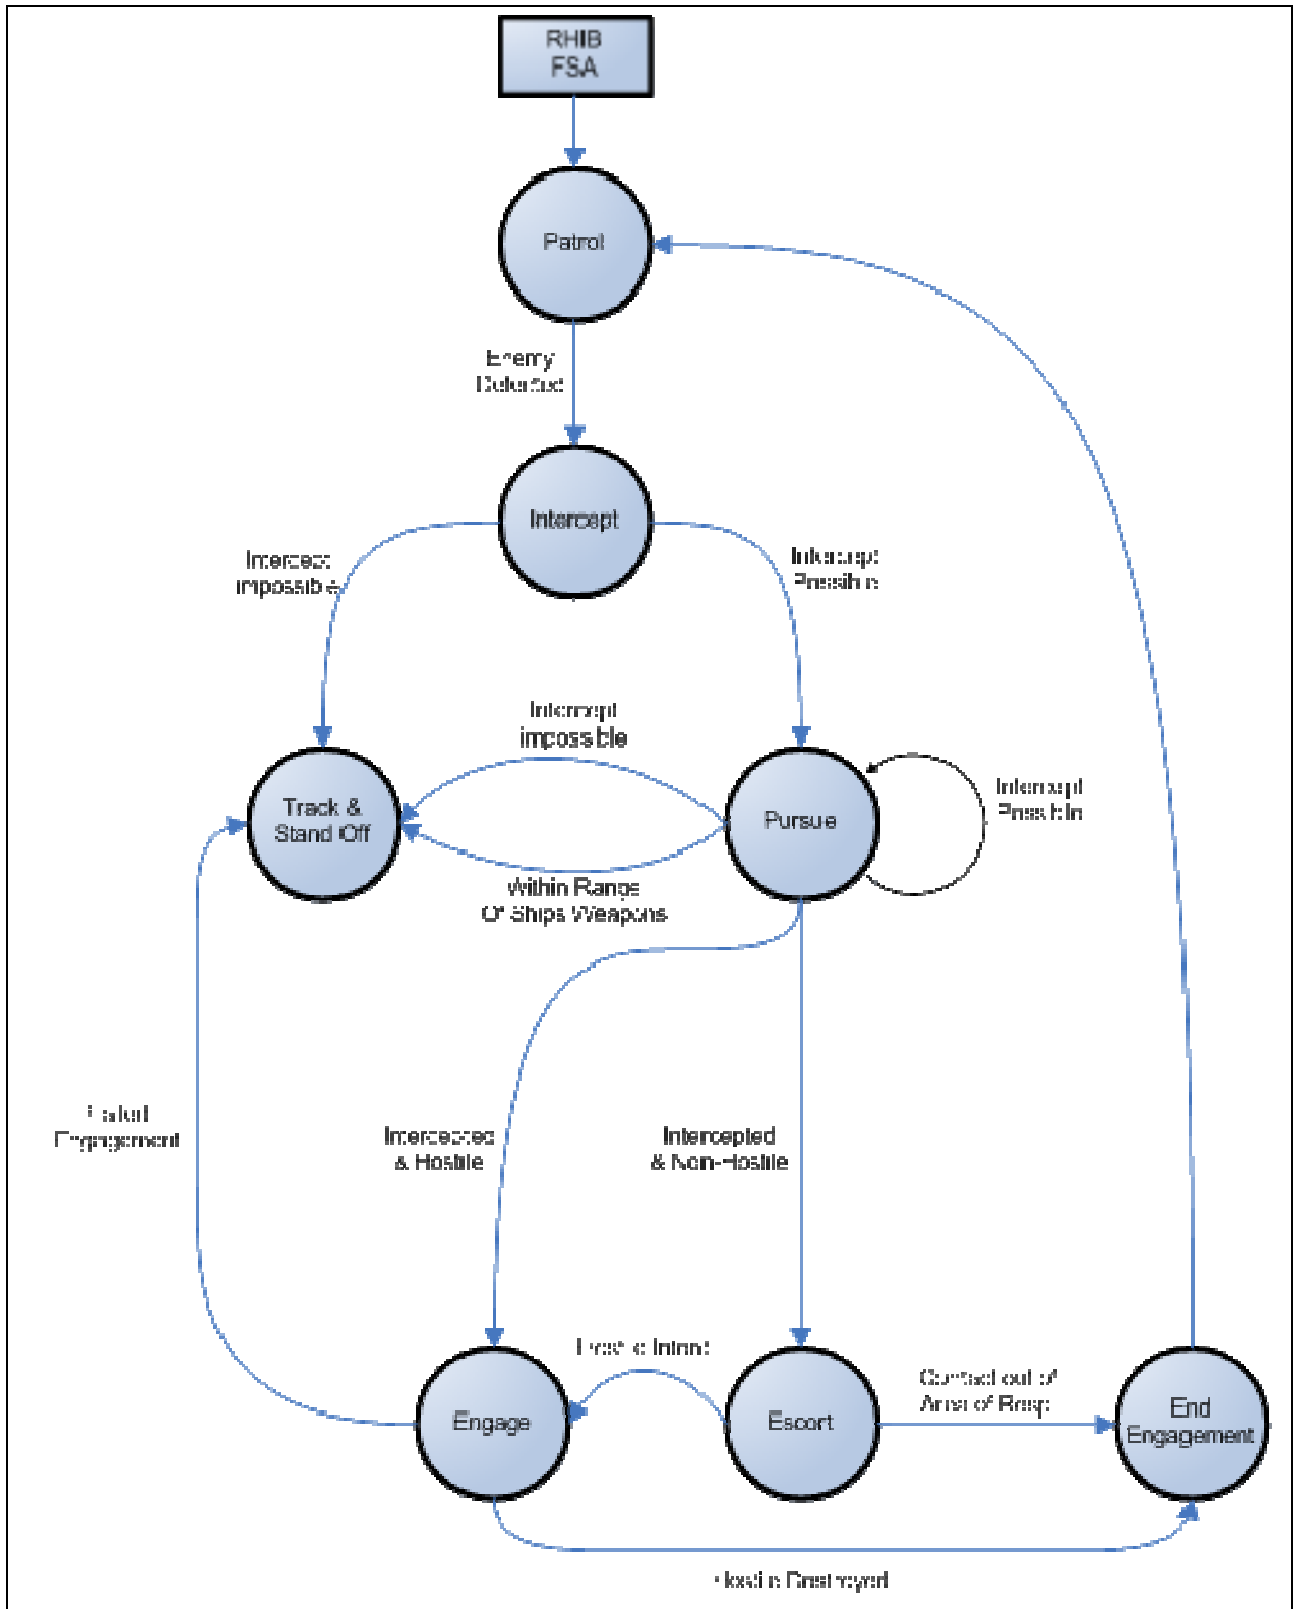 RHIB
FSA
Patrol
Enemy
Detected
Intercept
Intercept
impossible
Intercept
Possible
Intercept
impossible
Track &
Stand Off
Pursue
Intercept
Possible
Within Range
Of Ships Weapons
Failed
Engagement
Intercepted
& Hostile
Intercepted
& Non-Hostile
Hostile Intent
Contact out of
Area of Resp
Engage
Escort
End
Engagement
Hostile Destroyed